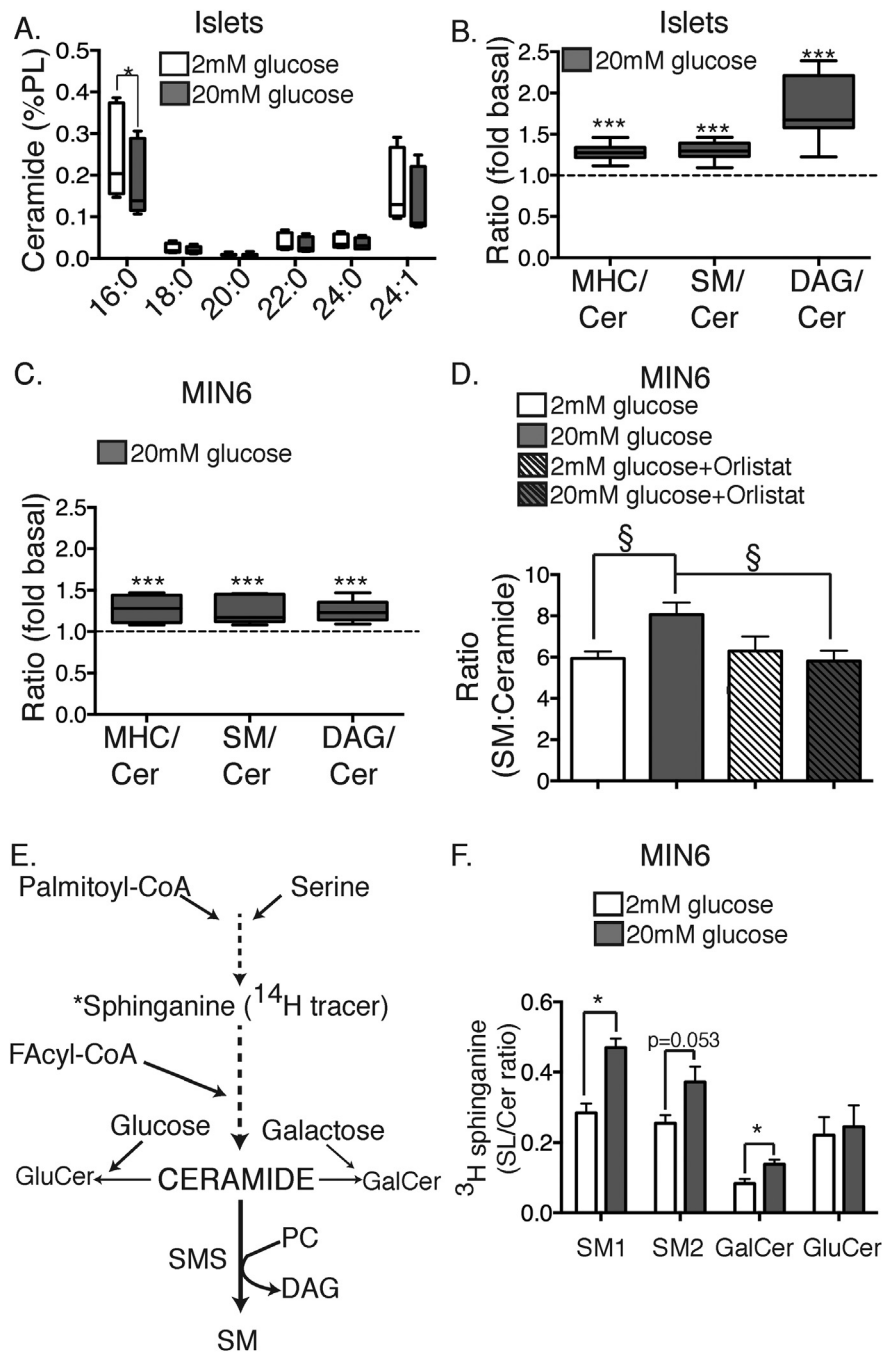 A.
Islets
2mM glucose
20mM glucose
*
Ceramide (%PL)
0.5
0.4
0.3
0.2
0.1
0.0
16:0
18:0
20:0
22:0
24:0
24:1
B.
Islets
20mM glucose
Ratio (fold basal)
2.5
2.0
1.5
1.0
0.5
0.0
***
***
***
MHC/
Cer
SM/
Cer
DAG/
Cer
C.
MIN6
20mM glucose
Ratio (fold basal)
2.5
2.0
1.5
1.0
0.5
0.0
***
***
***
MHC/
Cer
SM/
Cer
DAG/
Cer
D.
MIN6
2mM glucose
20mM glucose
2mM glucose+Orlistat
20mM glucose+Orlistat
§
§
Ratio
(SM:Ceramide)
10
8
6
4
2
0
E.
Palmitoyl-CoA
Serine
*Sphinganine (¹⁴H tracer)
FAcyl-CoA
Glucose
Galactose
GluCer
CERAMIDE
GalCer
SMS
PC
DAG
SM
F.
MIN6
2mM glucose
20mM glucose
³H sphinganine
(SL/Cer ratio)
0.6
0.4
0.2
0.0
*
p=0.053
*
SM1
SM2
GalCer
GluCer